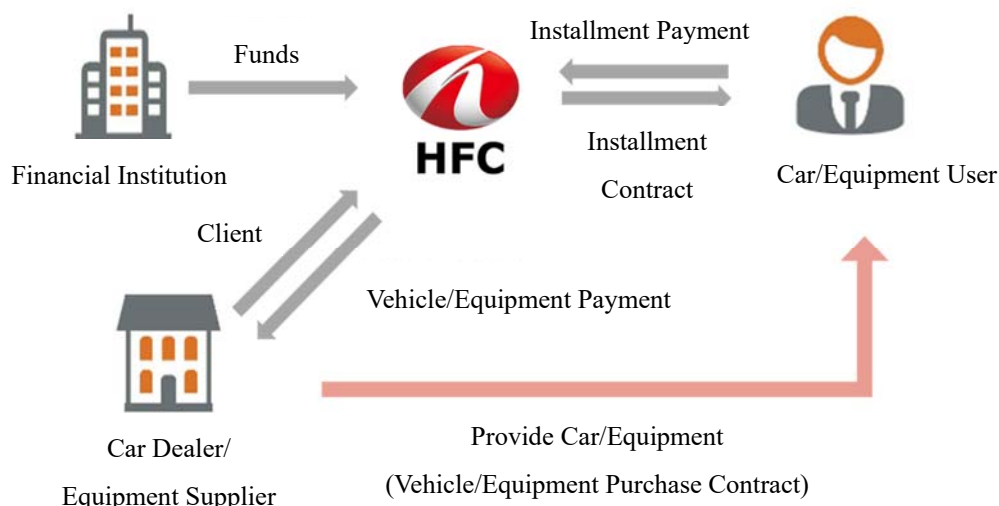 Funds
Installment Payment
HFC
Installment
Contract
Financial Institution
Car/Equipment User
Client
Vehicle/Equipment Payment
Car Dealer/
Equipment Supplier
Provide Car/Equipment
(Vehicle/Equipment Purchase Contract)